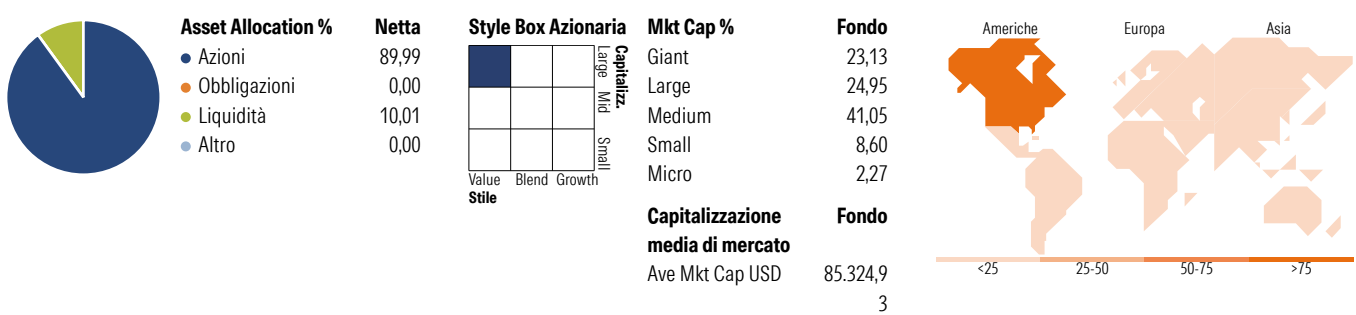 Asset Allocation % Netta
Azioni 89,99
Obbligazioni 0,00
Liquidità 10,01
Altro 0,00
Style Box Azionaria
Capitalizz.
Large Mid Small
Value Blend Growth
Stile
Mkt Cap % Fondo
Giant 23,13
Large 24,95
Medium 41,05
Small 8,60
Micro 2,27
Capitalizzazione Fondo
media di mercato
Ave Mkt Cap USD 85.324,9
3
Americhe Europa Asia
<25 25-50 50-75 >75